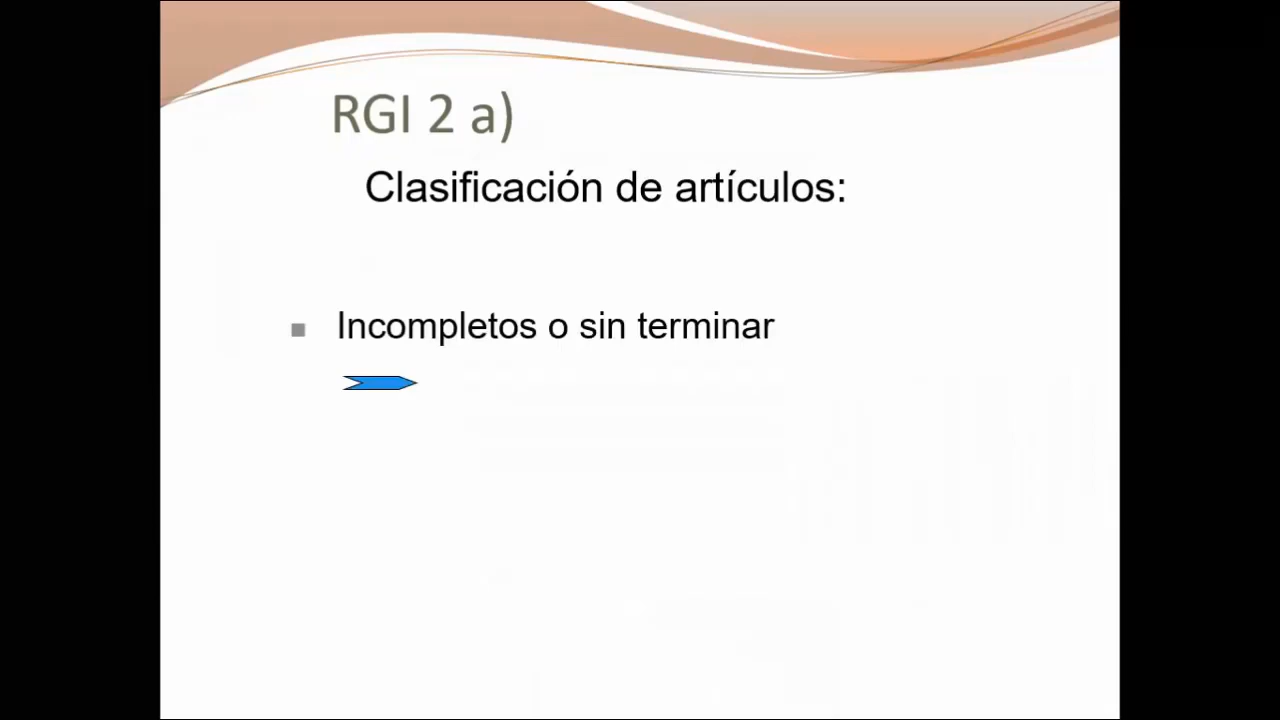 RGI 2 a)
Clasificación de artículos:
Incompletos o sin terminar